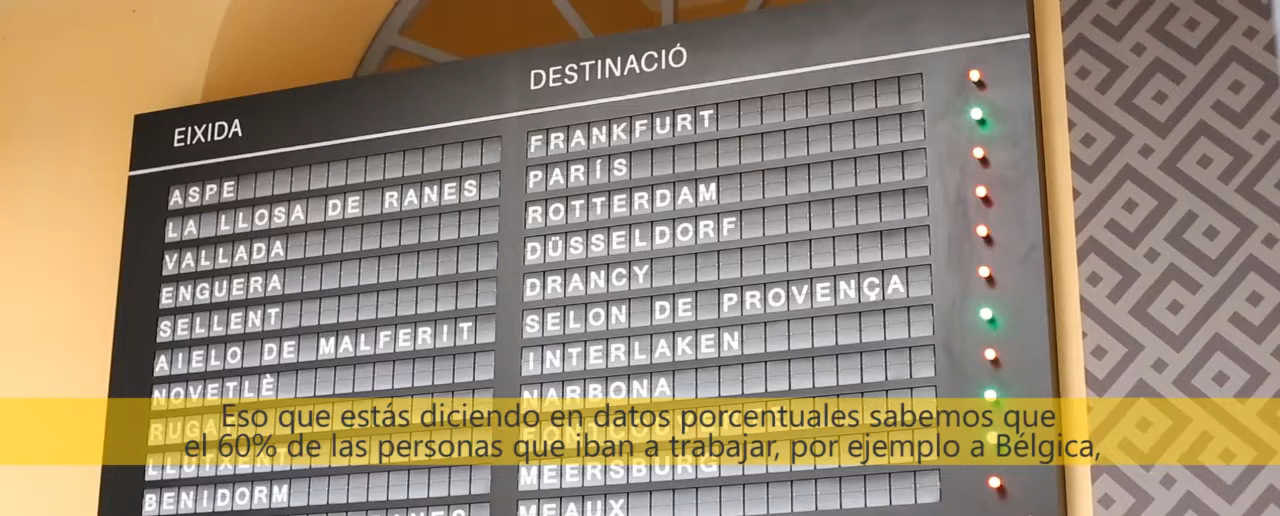 EIXIDA DESTINACIÓ
ASPE FRANKFURT
LA LLOSA DE RANES PARÍS
VALLADA ROTTERDAM
ENGUERA DÜSSELDORF
SELLENT DRANCY
AIELO DE MALFERIT SELON DE PROVENÇA
NOVETLÈ INTERLAKEN
NARBONA
LLUTXENT
BENIDORM MEERSBURG
MEAUX
Eso que estás diciendo en datos porcentuales sabemos que
el 60% de las personas que iban a trabajar, por ejemplo a Bélgica,